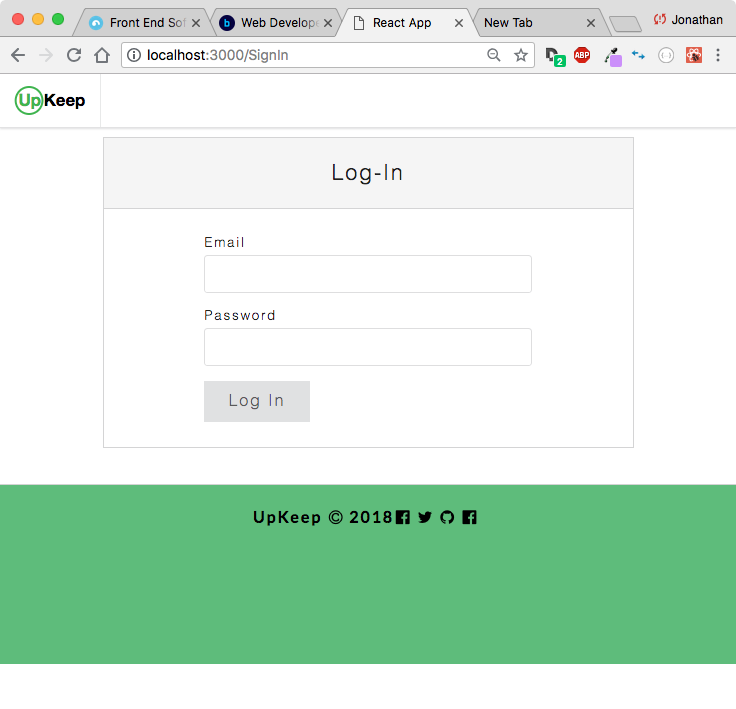 Front End Sof
Web Develope
React App
New Tab
Jonathan
localhost:3000/SignIn
2
ABP
UpKeep
Log-In
Email
Password
Log In
UpKeep © 2018